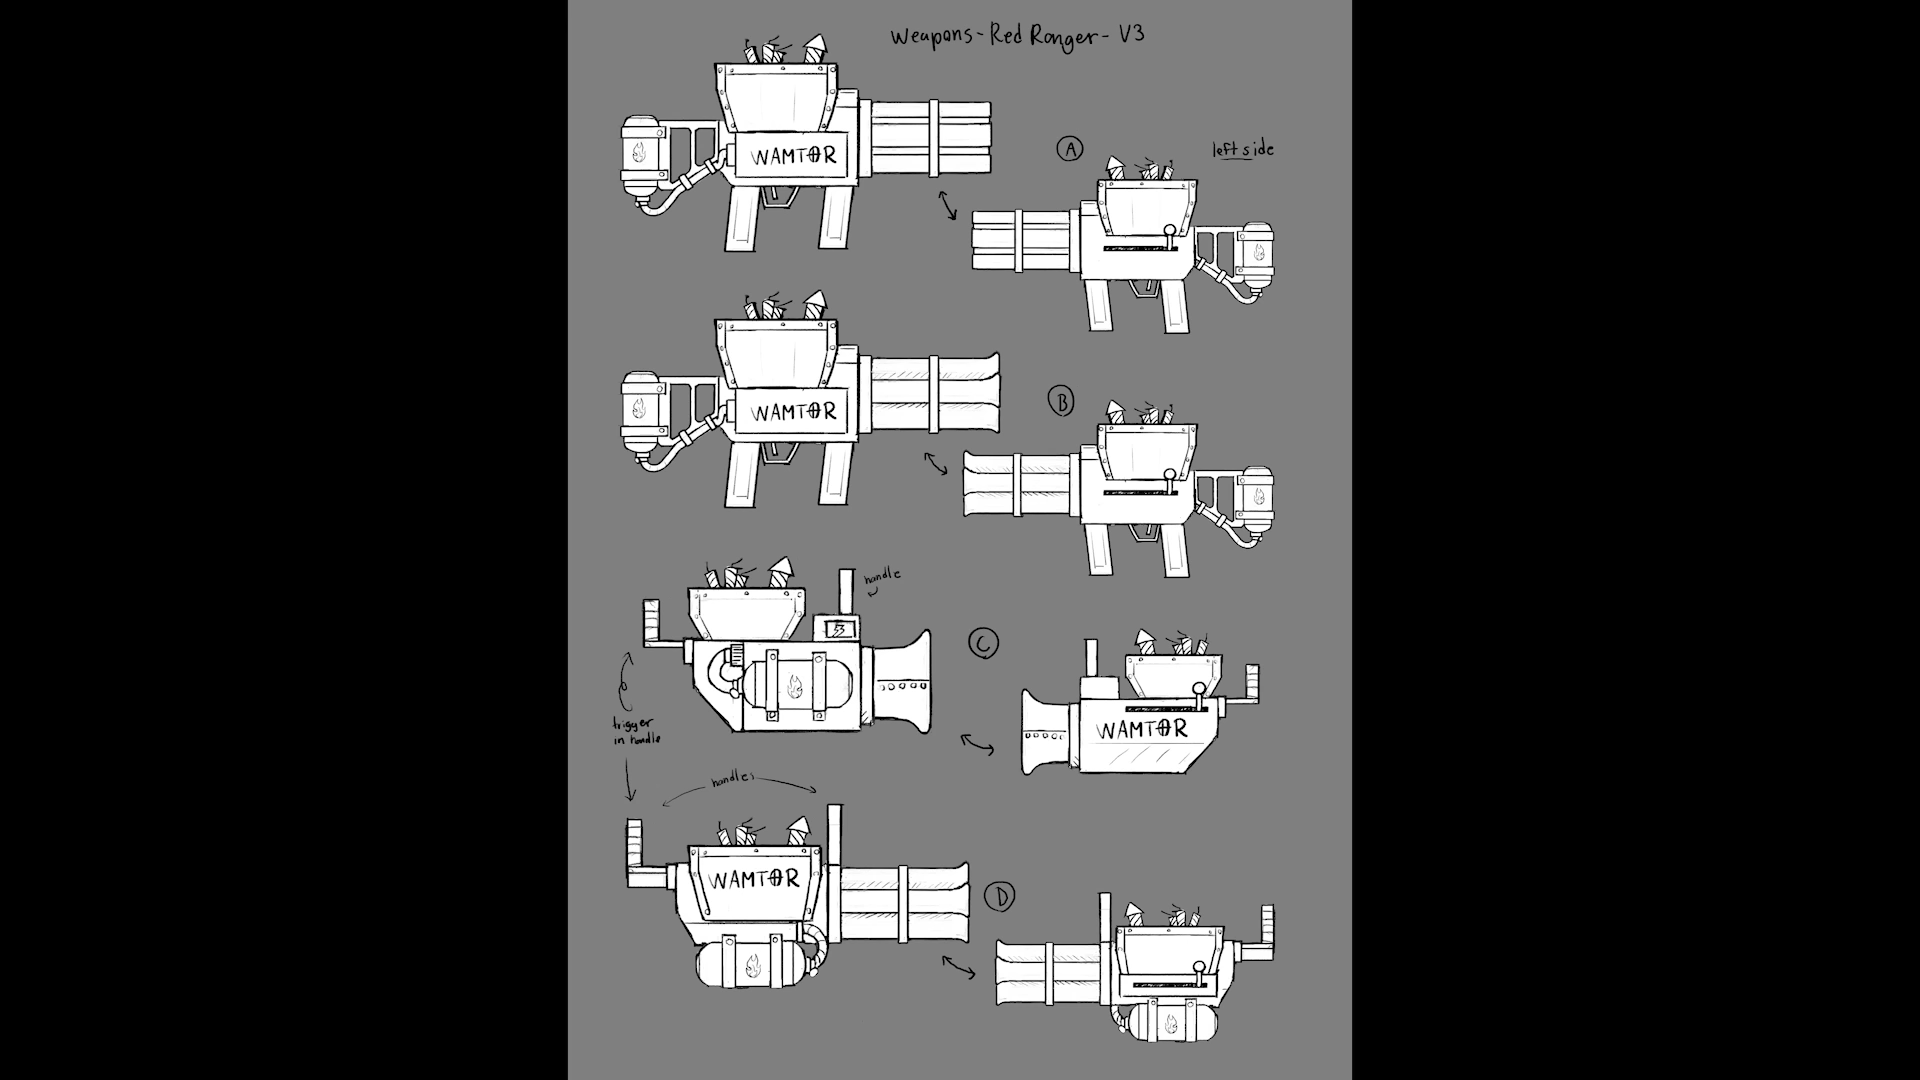 Weapons - Red Ranger - V3
WAMTOR
A
left side
WAMTOR
B
handle
C
trigger
in handle
WAMTOR
handles
WAMTOR
D